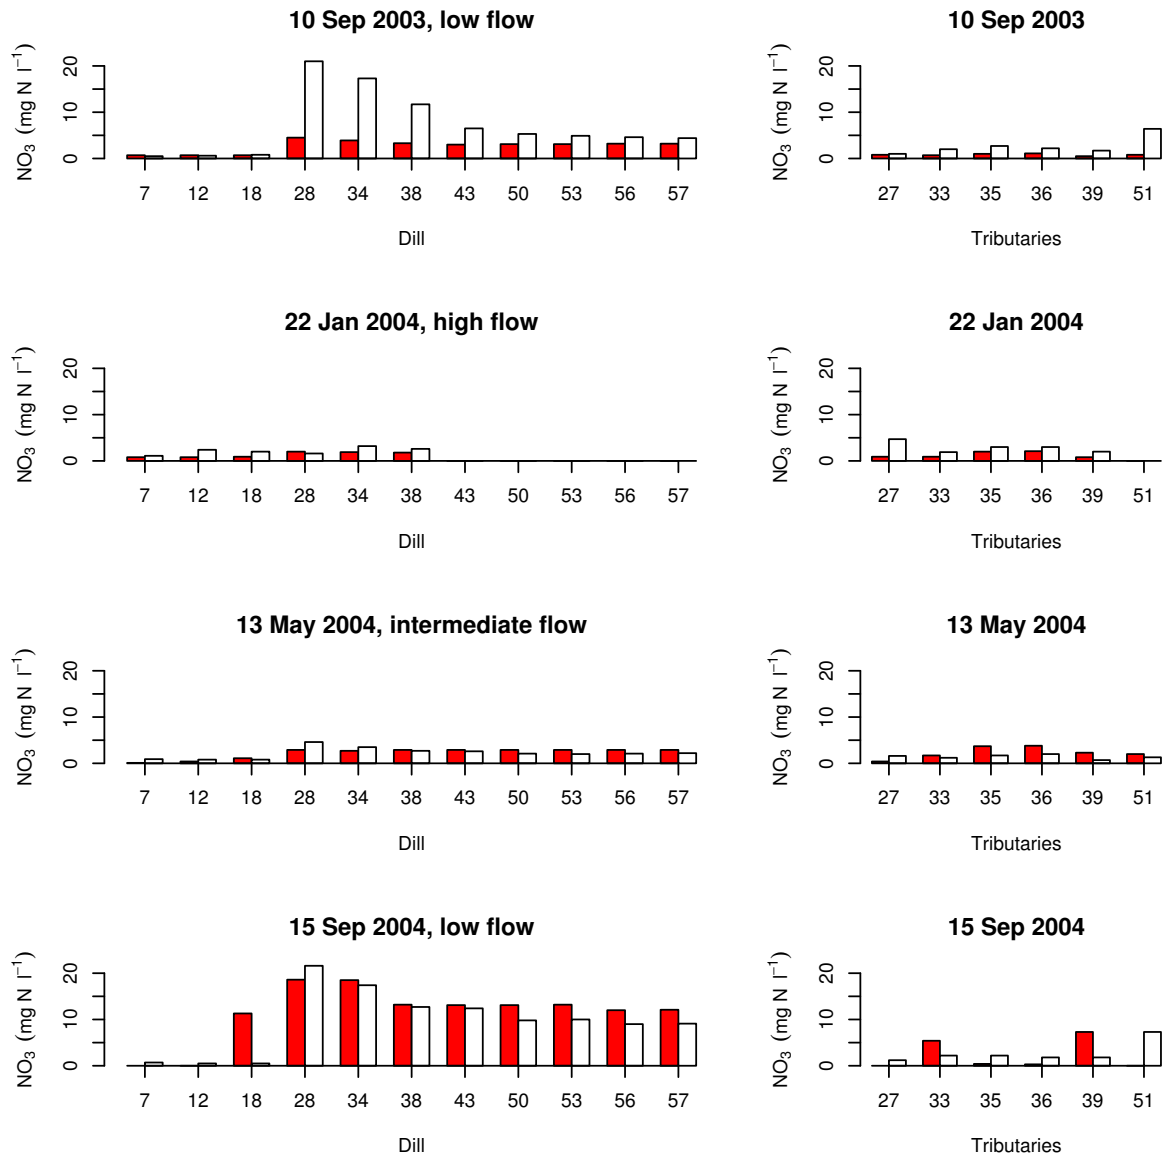 10 Sep 2003, low flow
NO₃ (mg N l⁻¹)
0 10 20
7 12 18 28 34 38 43 50 53 56 57
Dill
10 Sep 2003
NO₃ (mg N l⁻¹)
0 10 20
27 33 35 36 39 51
Tributaries
22 Jan 2004, high flow
NO₃ (mg N l⁻¹)
0 10 20
7 12 18 28 34 38 43 50 53 56 57
Dill
22 Jan 2004
NO₃ (mg N l⁻¹)
0 10 20
27 33 35 36 39 51
Tributaries
13 May 2004, intermediate flow
NO₃ (mg N l⁻¹)
0 10 20
7 12 18 28 34 38 43 50 53 56 57
Dill
13 May 2004
NO₃ (mg N l⁻¹)
0 10 20
27 33 35 36 39 51
Tributaries
15 Sep 2004, low flow
NO₃ (mg N l⁻¹)
0 10 20
7 12 18 28 34 38 43 50 53 56 57
Dill
15 Sep 2004
NO₃ (mg N l⁻¹)
0 10 20
27 33 35 36 39 51
Tributaries